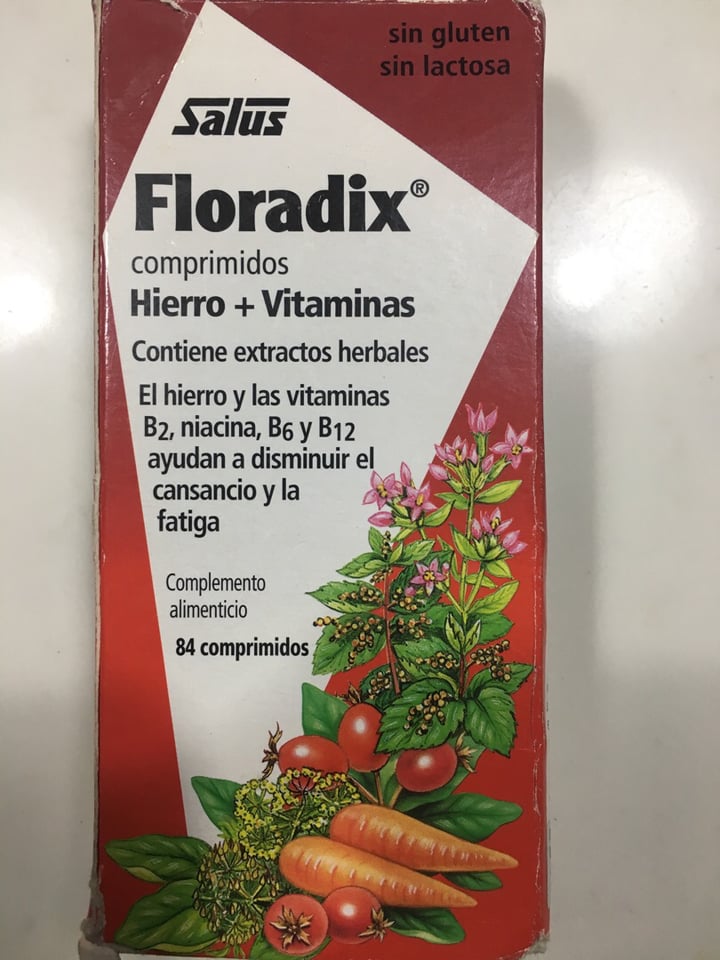 sin gluten
sin lactosa
Salus
Floradix®
comprimidos
Hierro + Vitaminas
Contiene extractos herbales
El hierro y las vitaminas
B2, niacina, B6 y B12
ayudan a disminuir el
cansancio y la
fatiga
Complemento
alimenticio
84 comprimidos